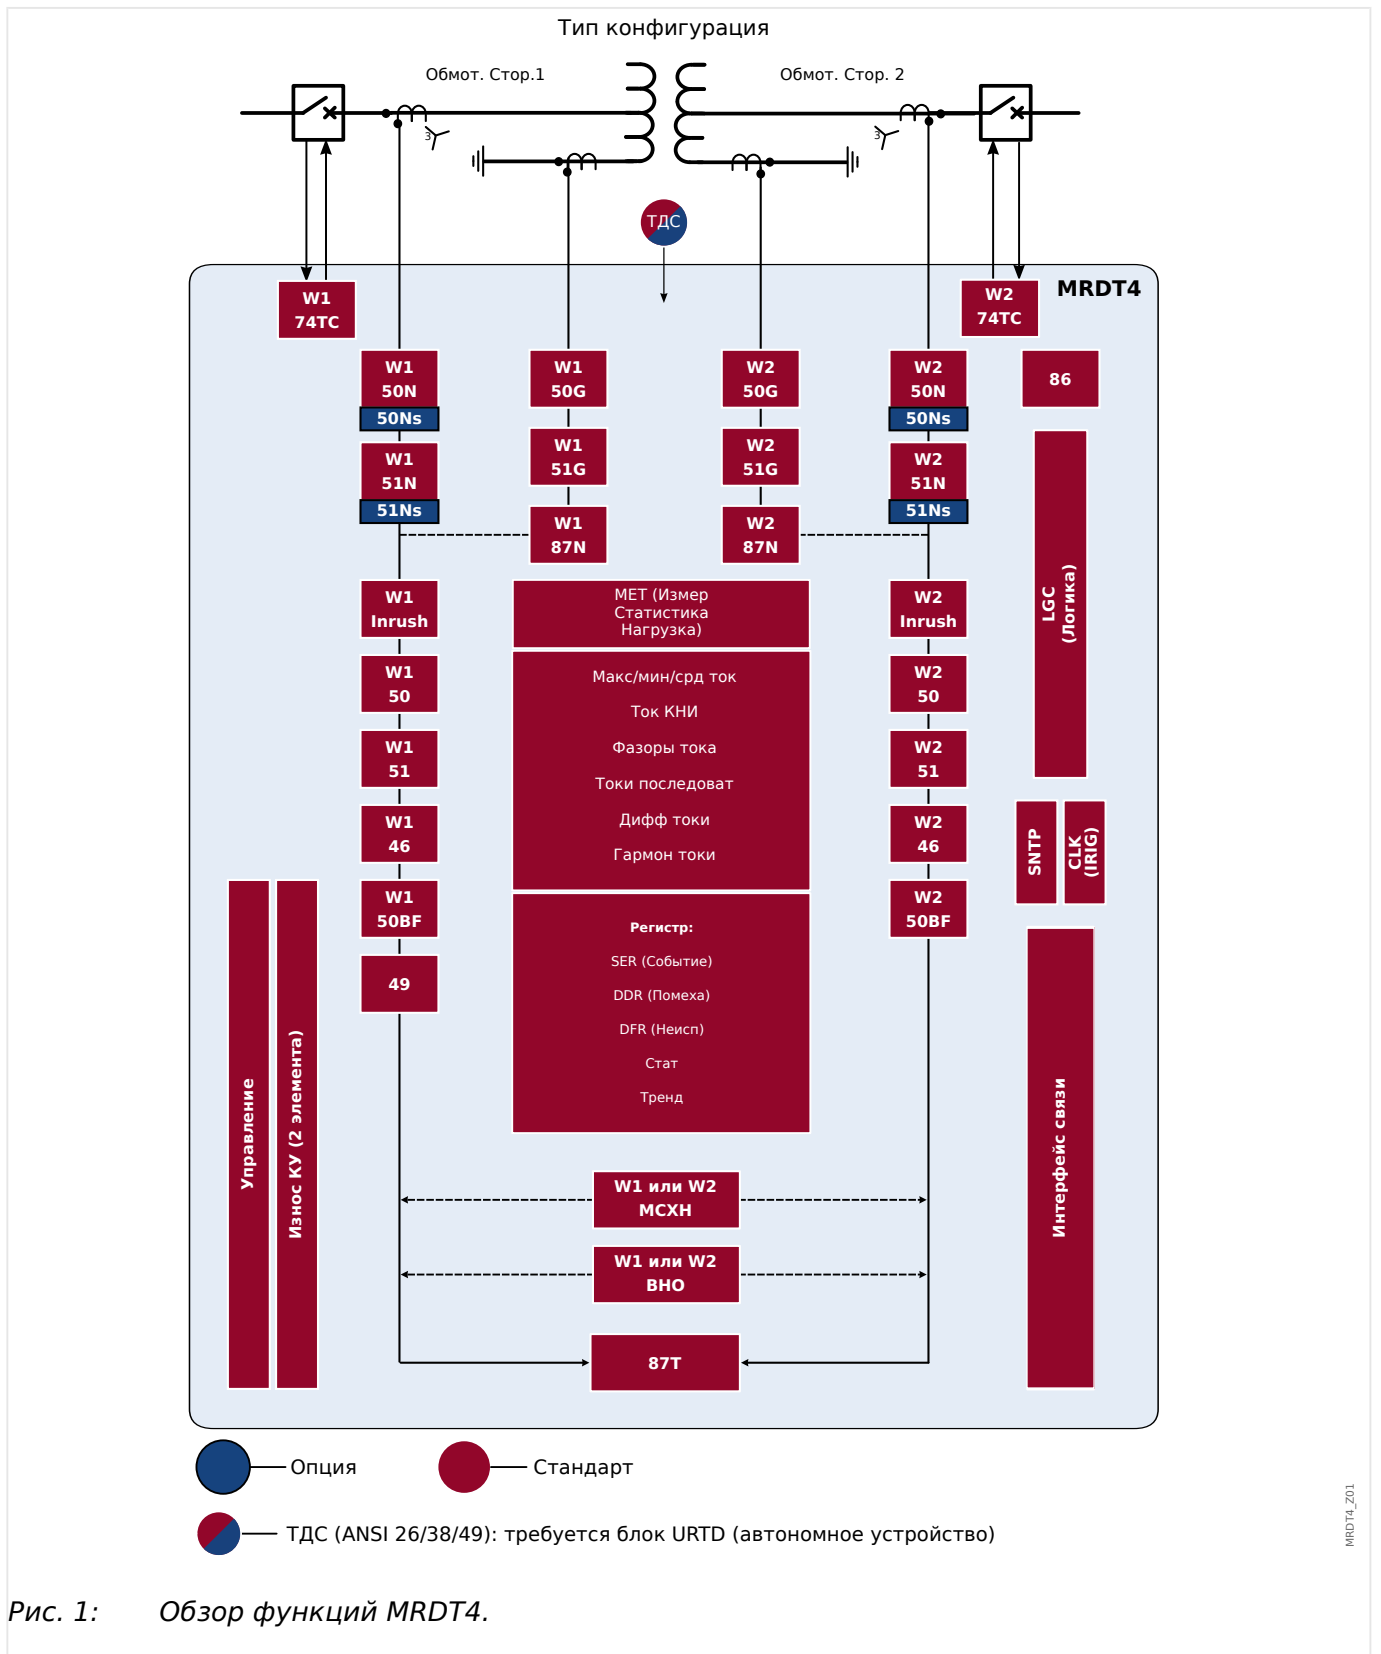 Тип конфигурация
Обмот. Стор.1
Обмот. Стор. 2
3
3
ТДС
MRDT4
W1
74TC
W2
74TC
W1
50N
50Ns
W1
50G
W2
50G
W2
50N
50Ns
86
W1
51N
51Ns
W1
51G
W2
51G
W2
51N
51Ns
W1
87N
W2
87N
LGC
(Логика)
W1
Inrush
МЕТ (Измер
Статистика
Нагрузка)
W2
Inrush
W1
50
W2
50
Макс/мин/срд ток
Ток КНИ
Фазоры тока
Токи последоват
Дифф токи
Гармон токи
W1
51
W2
51
W1
46
W2
46
SNTP
CLK
(IRIG)
W1
50BF
W2
50BF
49
Регистр:
SER (Событие)
DDR (Помеха)
DFR (Неисп)
Стат
Тренд
Управление
Износ КУ (2 элемента)
Интерфейс связи
W1 или W2
МСХН
W1 или W2
ВНО
87T
Опция
Стандарт
ТДС (ANSI 26/38/49): требуется блок URTD (автономное устройство)
MRDT4_Z01
Рис. 1: Обзор функций MRDT4.